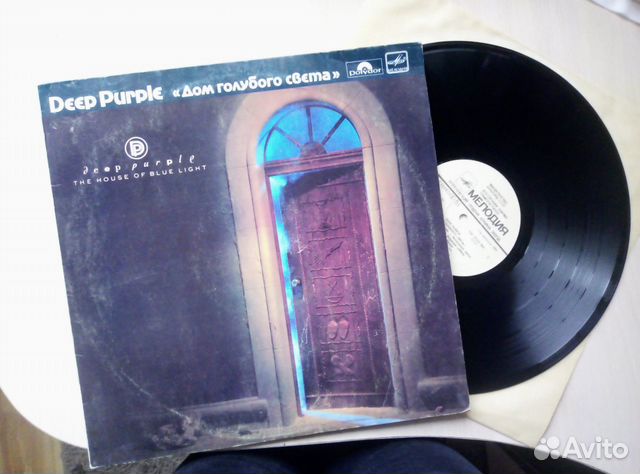 Deep Purple «Дом голубого света»
Polydor
deep purple
THE HOUSE OF BLUE LIGHT
МЕЛОДИЯ
Avito